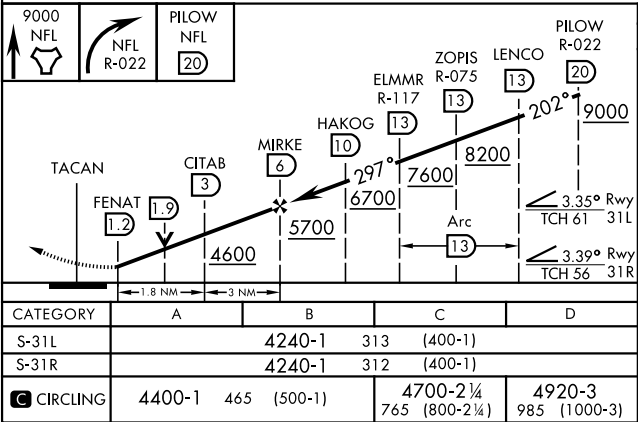 9000
NFL
NFL
R-022
PILOW
NFL
20
PILOW
R-022
20
LENCO
13
ZOPIS
R-075
13
ELMMR
R-117
13
HAKOG
10
MIRKE
6
CITAB
3
TACAN
FENAT
1.2
1.9
202°
9000
297°
8200
7600
6700
5700
4600
Arc
13
3.35° Rwy
TCH 61 31L
3.39° Rwy
TCH 56 31R
1.8 NM
3 NM
CATEGORY A B C D
S-31L 4240-1 313 (400-1)
S-31R 4240-1 312 (400-1)
C CIRCLING 4400-1 465 (500-1) 4700-2¼ 765 (800-2¼) 4920-3 985 (1000-3)